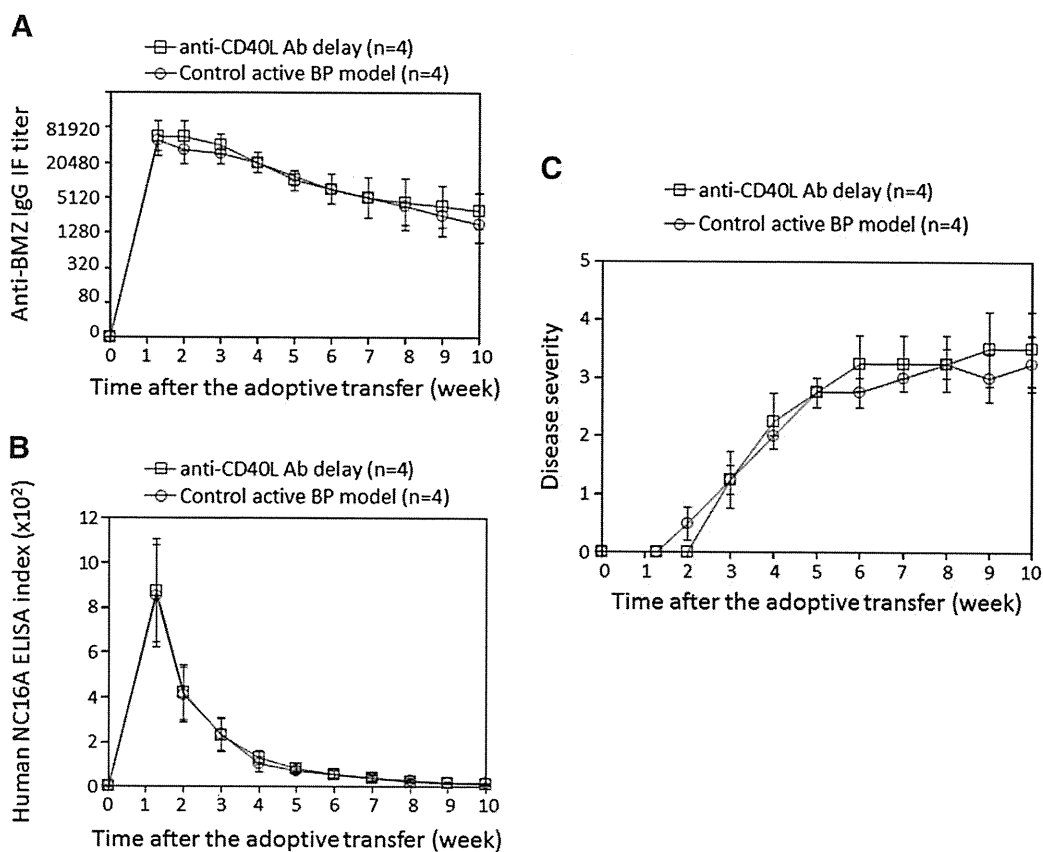 A
anti-CD40L Ab delay (n=4)
Control active BP model (n=4)
Anti-BMZ IgG IF titer
81920
20480
5120
1280
320
80
0
0 1 2 3 4 5 6 7 8 9 10
Time after the adoptive transfer (week)
B
anti-CD40L Ab delay (n=4)
Control active BP model (n=4)
Human NC16A ELISA index (x10²)
12
10
8
6
4
2
0
0 1 2 3 4 5 6 7 8 9 10
Time after the adoptive transfer (week)
C
anti-CD40L Ab delay (n=4)
Control active BP model (n=4)
Disease severity
5
4
3
2
1
0
0 1 2 3 4 5 6 7 8 9 10
Time after the adoptive transfer (week)